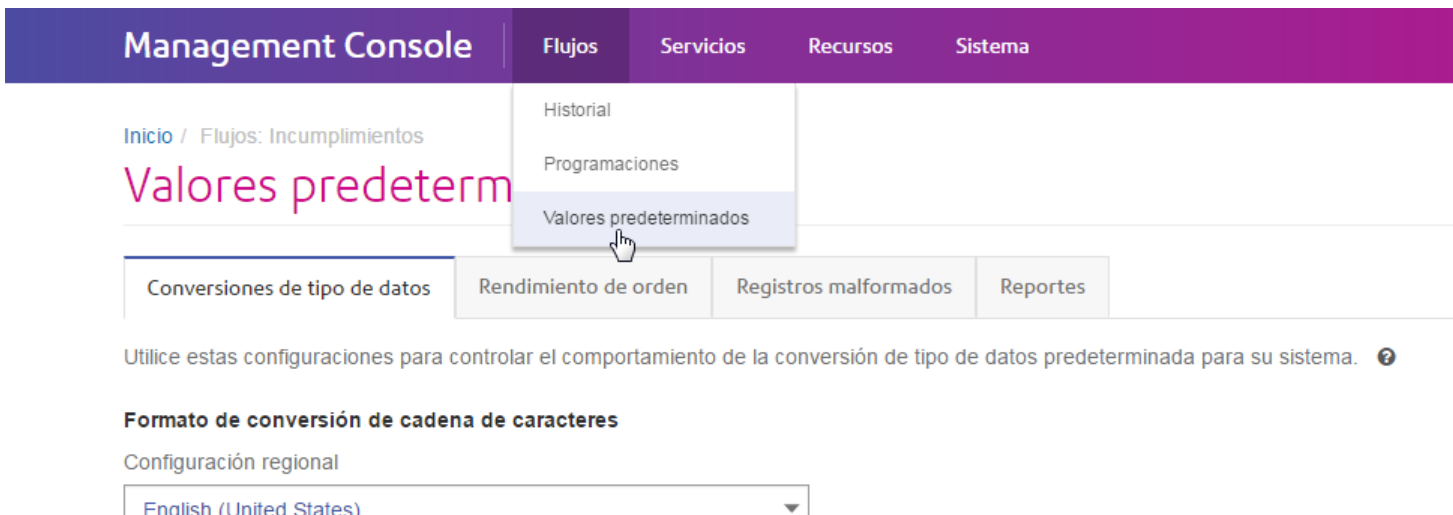 Management Console Flujos Servicios Recursos Sistema
Historial
Inicio / Flujos: Incumplimientos
Programaciones
Valores predeterm
Valores predeterminados
Conversiones de tipo de datos Rendimiento de orden Registros malformados Reportes
Utilice estas configuraciones para controlar el comportamiento de la conversión de tipo de datos predeterminada para su sistema. ?
Formato de conversión de cadena de caracteres
Configuración regional
English (United States)